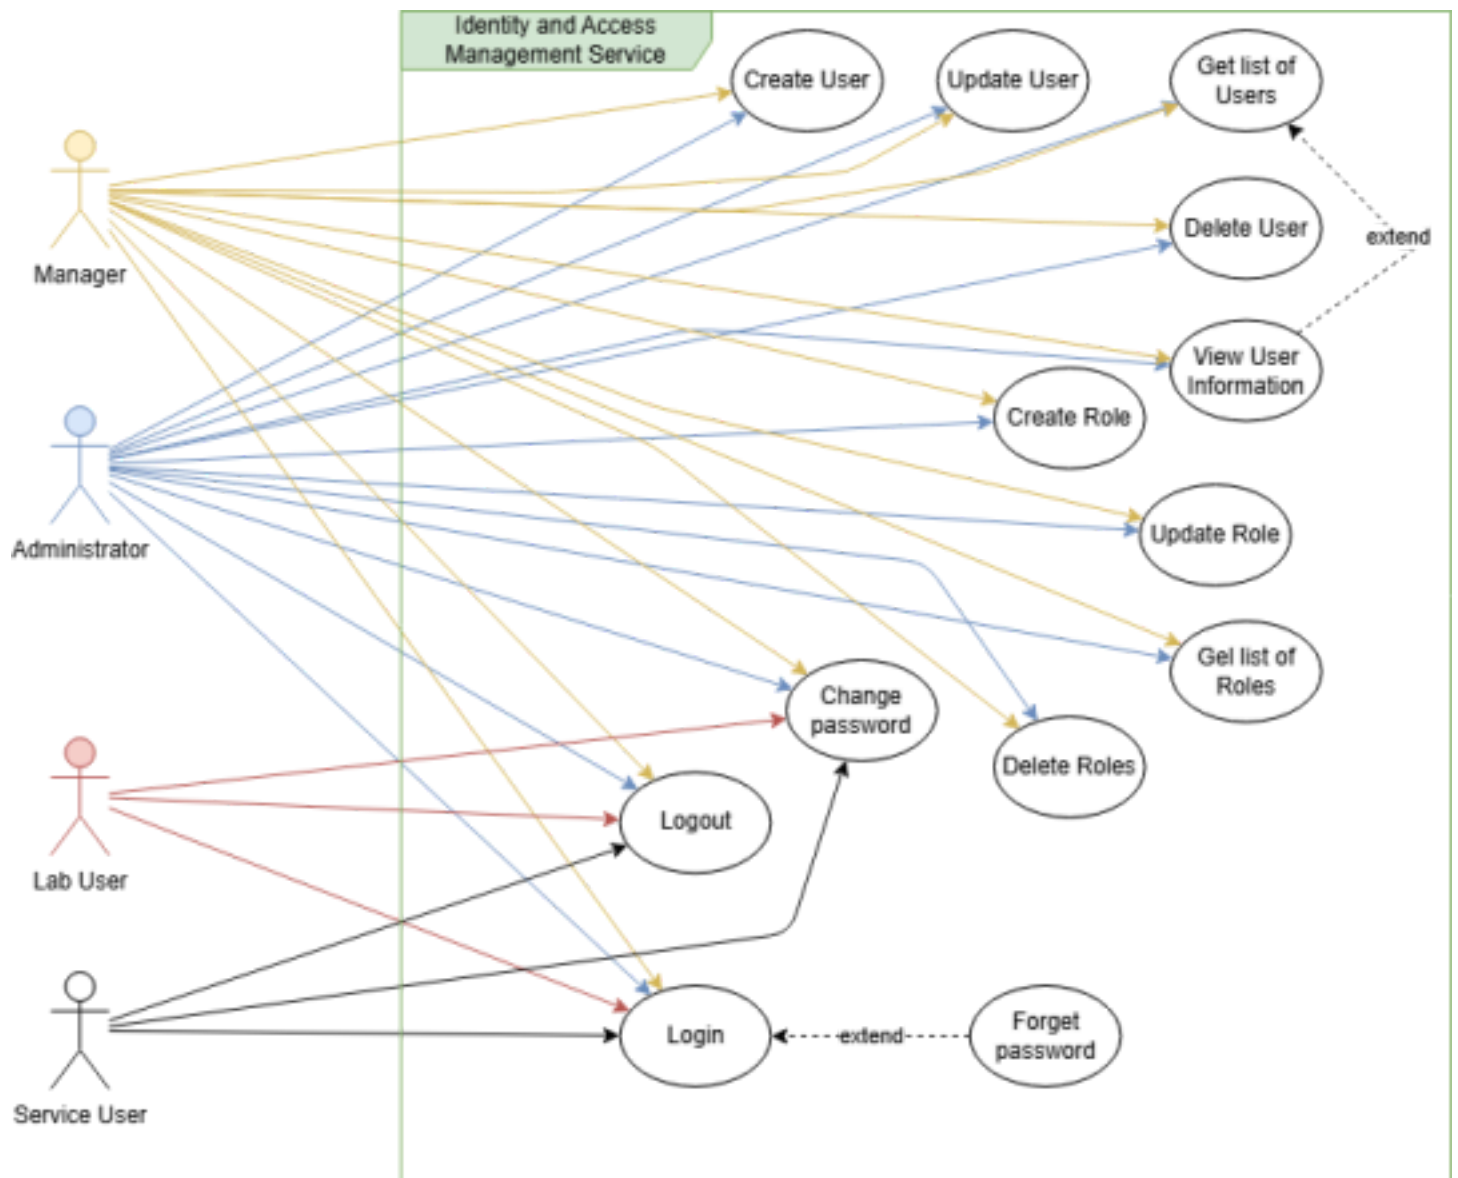 Identity and Access
Management Service
Create User
Update User
Get list of
Users
Manager
Delete User
extend
View User
Information
Create Role
Administrator
Update Role
Gel list of
Roles
Change
password
Delete Roles
Logout
Lab User
Login
extend
Forget
password
Service User